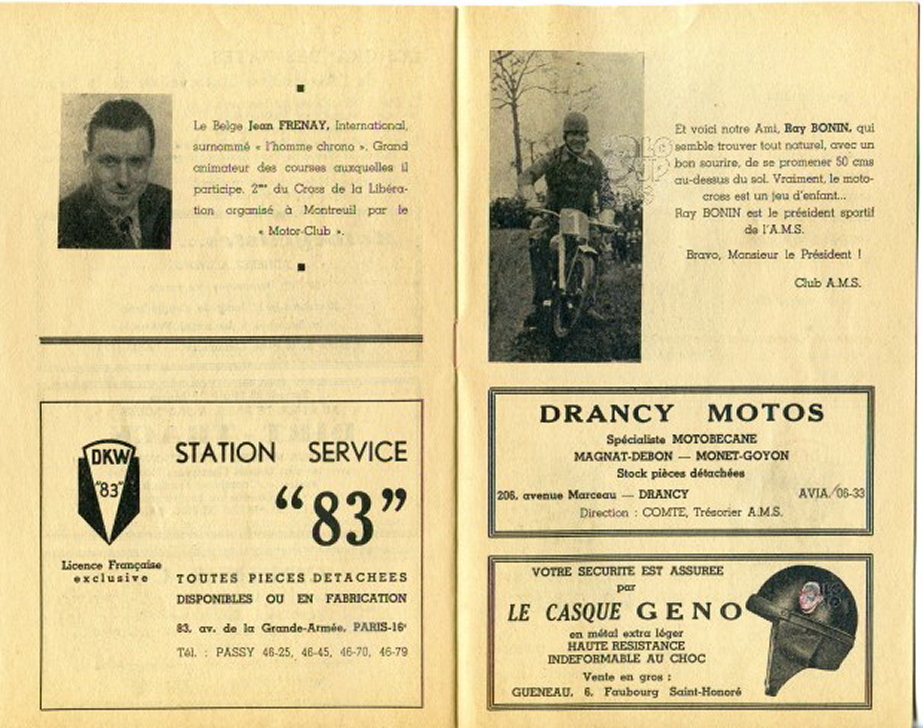 Le Belge Jean FRENAY, International,
surnommé « l'homme chrono ». Grand
animateur des courses auxquelles il
participe. 2me du Cross de la Libéra-
tion organisé à Montreuil par le
« Motor-Club ».
DKW
"83"
Licence Française
exclusive
STATION SERVICE
"83"
TOUTES PIECES DETACHEES
DISPONIBLES OU EN FABRICATION
83, av. de la Grande-Armée, PARIS-16e
Tél. : PASSY 46-25, 46-45, 46-70, 46-79
Et voici notre Ami, Ray BONIN, qui
semble trouver tout naturel, avec un
bon sourire, de se promener 50 cms
au-dessus du sol. Vraiment, le moto-
cross est un jeu d'enfant...
Ray BONIN est le président sportif
de l'A.M.S.
Bravo, Monsieur le Président !
Club A.M.S.
DRANCY MOTOS
Spécialiste MOTOBECANE
MAGNAT-DEBON — MONET-GOYON
Stock pièces détachées
206, avenue Marceau — DRANCY AVIA/06-33
Direction : COMTE, Trésorier A.M.S.
VOTRE SECURITE EST ASSUREE
par
LE CASQUE GENO
en métal extra léger
HAUTE RESISTANCE
INDEFORMABLE AU CHOC
Vente en gros :
GUENEAU, 6, Faubourg Saint-Honoré